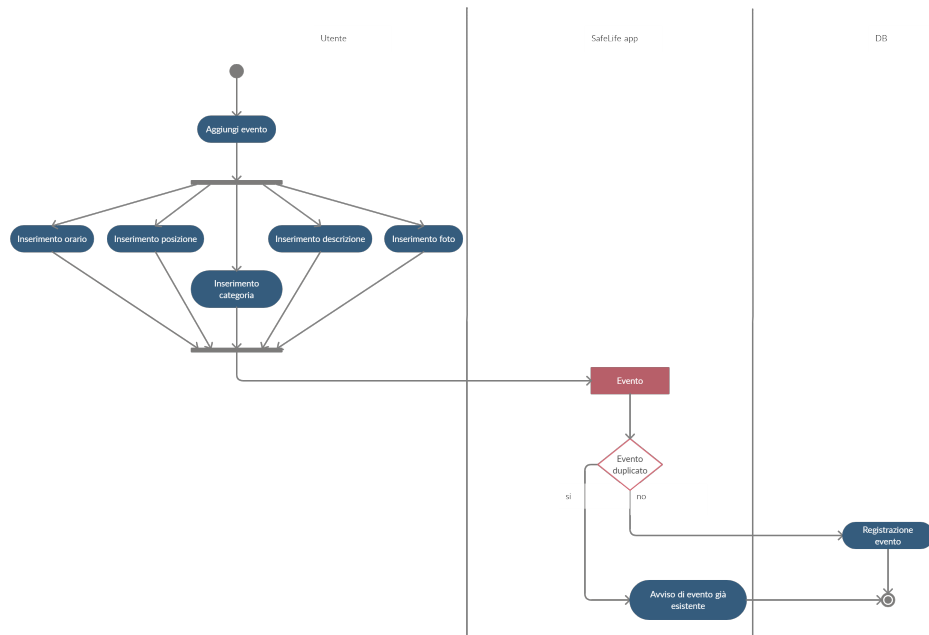 Utente
SafeLife app
DB
Aggiungi evento
Inserimento orario
Inserimento posizione
Inserimento descrizione
Inserimento foto
Inserimento
categoria
Evento
Evento
duplicato
si
no
Registrazione
evento
Avviso di evento già
esistente